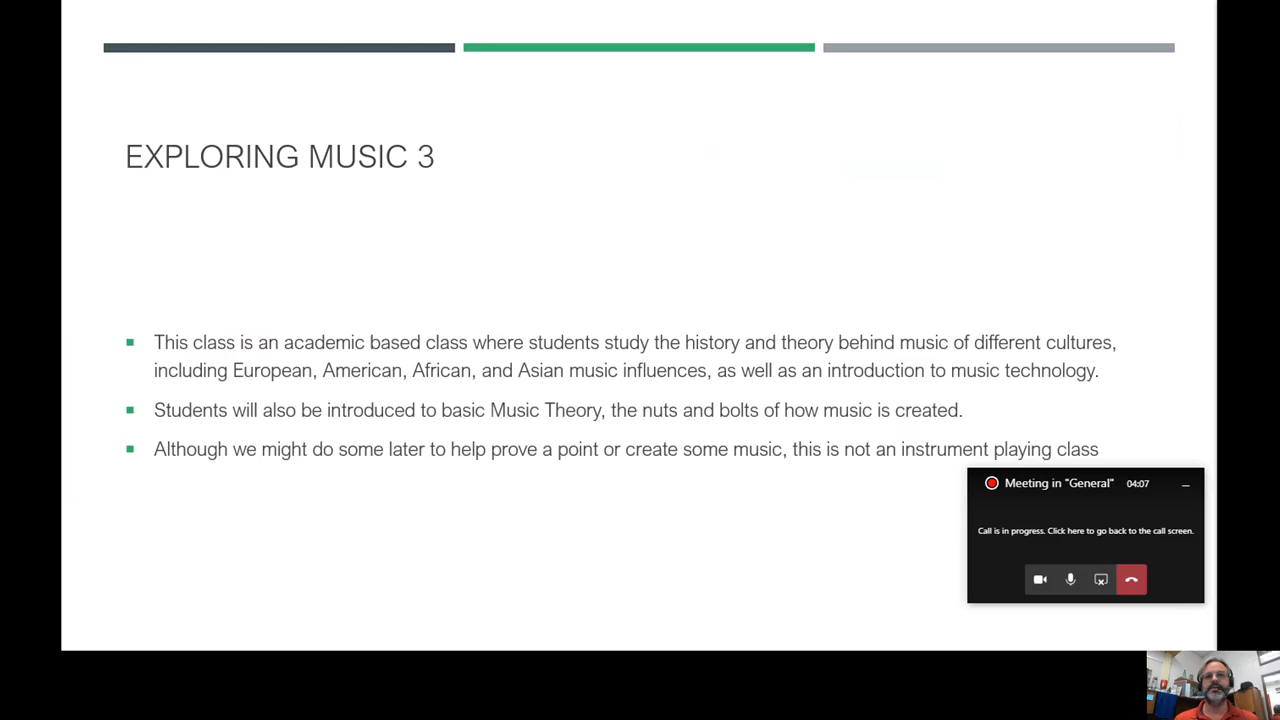 EXPLORING MUSIC 3
This class is an academic based class where students study the history and theory behind music of different cultures,
including European, American, African, and Asian music influences, as well as an introduction to music technology.
Students will also be introduced to basic Music Theory, the nuts and bolts of how music is created.
Although we might do some later to help prove a point or create some music, this is not an instrument playing class
Meeting in "General" 04:07
Call is in progress. Click here to go back to the call screen.